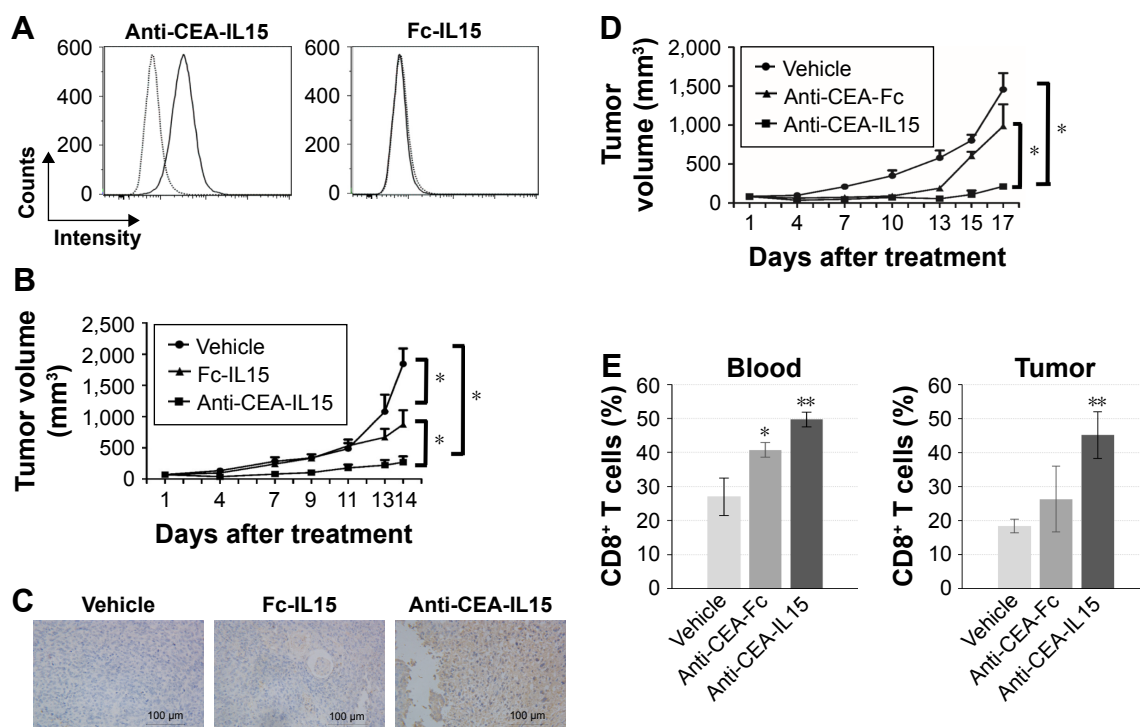 A
Anti-CEA-IL15
Fc-IL15
600
400
200
0
600
400
200
0
Counts
Intensity
B
Tumor volume (mm³)
2,500
2,000
1,500
1,000
500
0
Vehicle
Fc-IL15
Anti-CEA-IL15
*
*
*
1 4 7 9 11 13 14
Days after treatment
C
Vehicle
Fc-IL15
Anti-CEA-IL15
100 µm
100 µm
100 µm
D
Tumor
volume (mm³)
2,000
1,500
1,000
500
0
Vehicle
Anti-CEA-Fc
Anti-CEA-IL15
*
*
1 4 7 10 13 15 17
Days after treatment
E
Blood
CD8⁺ T cells (%)
60
50
40
30
20
10
0
*
**
Vehicle
Anti-CEA-Fc
Anti-CEA-IL15
Tumor
CD8⁺ T cells (%)
60
50
40
30
20
10
0
**
Vehicle
Anti-CEA-Fc
Anti-CEA-IL15